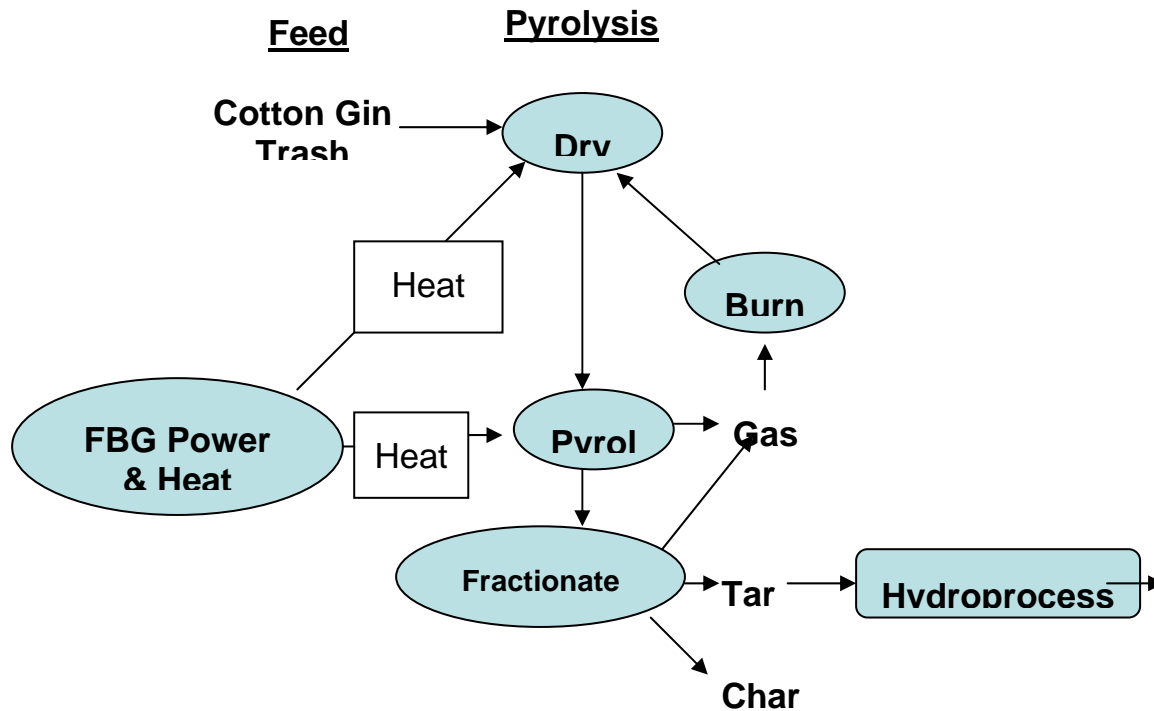 Feed
Pyrolysis
Cotton Gin
Trash
Dry
Heat
Burn
FBG Power
& Heat
Heat
Pyrol
Gas
Fractionate
Tar
Hydroprocess
Char